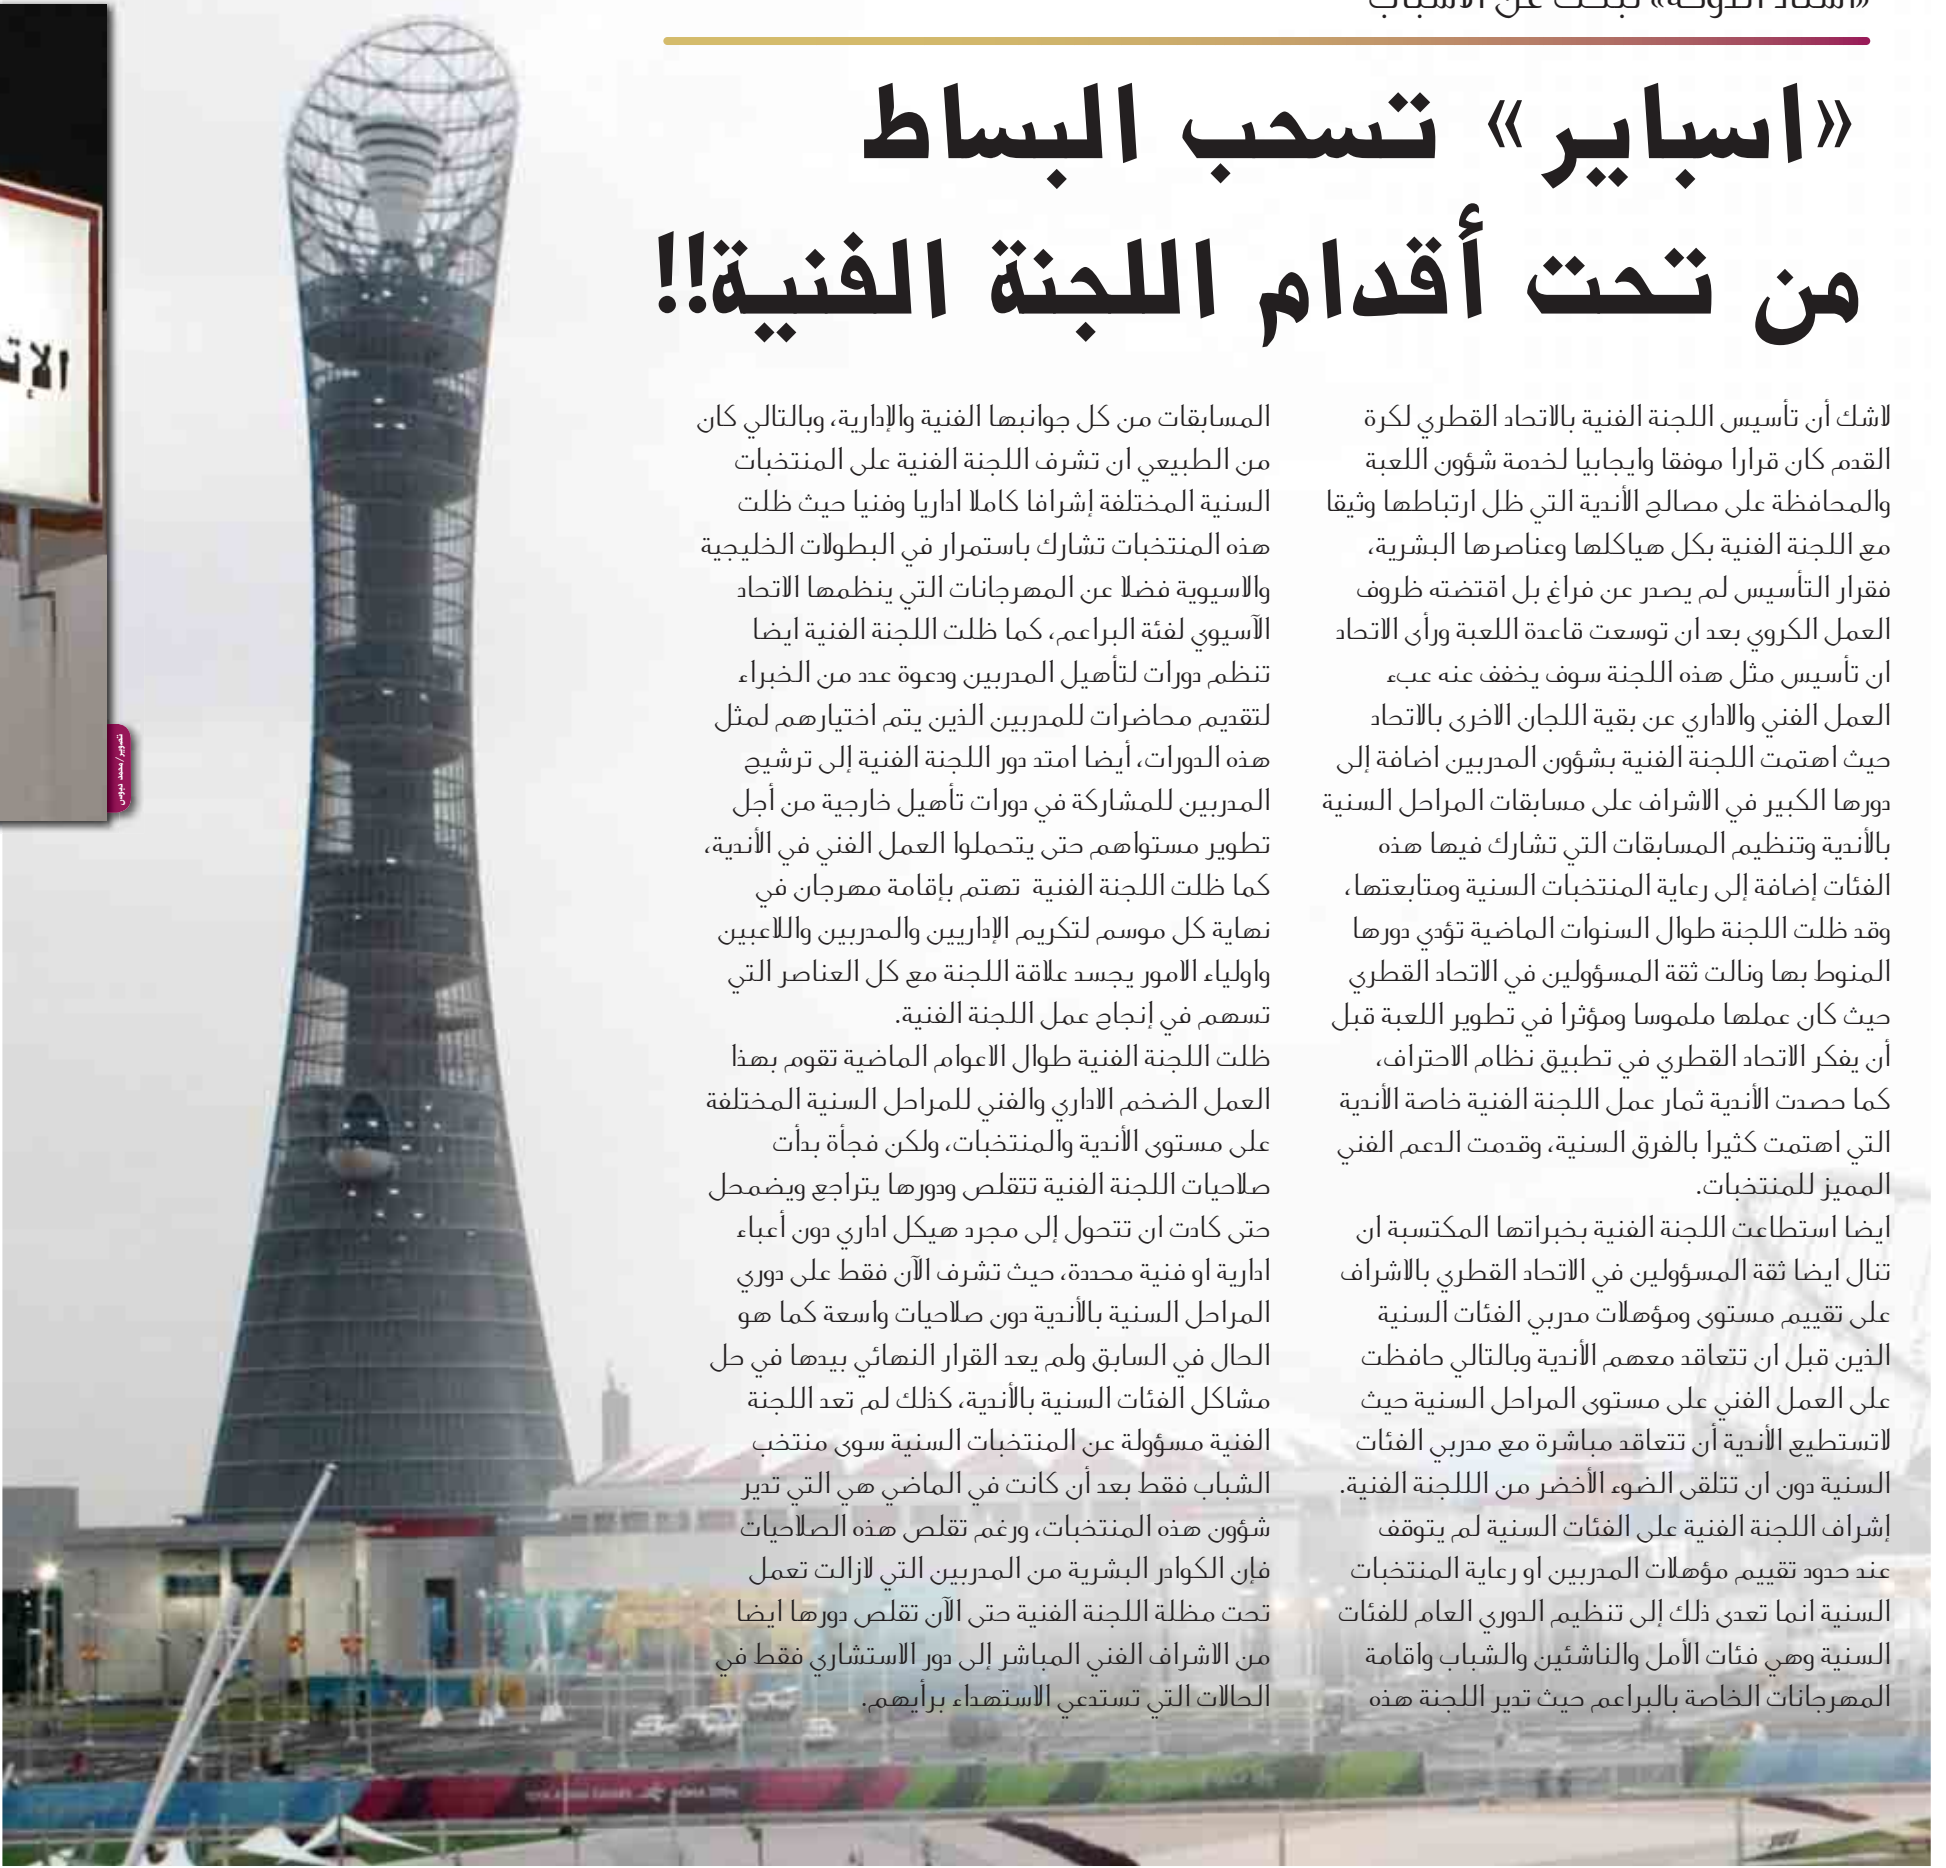 «استاد الدوحة» تبحث عن الأسباب
«اسباير» تسحب البساط
من تحت أقدام اللجنة الفنية!!
لاشك أن تأسيس اللجنة الفنية بالاتحاد القطري لكرة
القدم كان قرارا موفقا وايجابيا لخدمة شؤون اللعبة
والمحافظة على مصالح الأندية التي ظل ارتباطها وثيقا
مع اللجنة الفنية بكل هياكلها وعناصرها البشرية،
فقرار التأسيس لم يصدر عن فراغ بل اقتضته ظروف
العمل الكروي بعد ان توسعت قاعدة اللعبة ورأى الاتحاد
ان تأسيس مثل هذه اللجنة سوف يخفف عنه عبء
العمل الفني والاداري عن بقية اللجان الاخرى بالاتحاد
حيث اهتمت اللجنة الفنية بشؤون المدربين اضافة إلى
دورها الكبير في الاشراف على مسابقات المراحل السنية
بالأندية وتنظيم المسابقات التي تشارك فيها هذه
الفئات إضافة إلى رعاية المنتخبات السنية ومتابعتها،
وقد ظلت اللجنة طوال السنوات الماضية تؤدي دورها
المنوط بها ونالت ثقة المسؤولين في الاتحاد القطري
حيث كان عملها ملموسا ومؤثرا في تطوير اللعبة قبل
أن يفكر الاتحاد القطري في تطبيق نظام الاحتراف،
كما حصدت الأندية ثمار عمل اللجنة الفنية خاصة الأندية
التي اهتمت كثيرا بالفرق السنية، وقدمت الدعم الفني
المميز للمنتخبات.
ايضا استطاعت اللجنة الفنية بخبراتها المكتسبة ان
تنال ايضا ثقة المسؤولين في الاتحاد القطري بالاشراف
على تقييم مستوى ومؤهلات مدربي الفئات السنية
الذين قبل ان تتعاقد معهم الأندية وبالتالي حافظت
على العمل الفني على مستوى المراحل السنية حيث
لاتستطيع الأندية أن تتعاقد مباشرة مع مدربي الفئات
السنية دون ان تتلقى الضوء الأخضر من الللجنة الفنية.
إشراف اللجنة الفنية على الفئات السنية لم يتوقف
عند حدود تقييم مؤهلات المدربين او رعاية المنتخبات
السنية انما تعدى ذلك إلى تنظيم الدوري العام للفئات
السنية وهي فئات الأمل والناشئين والشباب واقامة
المهرجانات الخاصة بالبراعم حيث تدير اللجنة هذه
المسابقات من كل جوانبها الفنية والإدارية، وبالتالي كان
من الطبيعي ان تشرف اللجنة الفنية على المنتخبات
السنية المختلفة إشرافا كاملا اداريا وفنيا حيث ظلت
هذه المنتخبات تشارك باستمرار في البطولات الخليجية
والاسيوية فضلا عن المهرجانات التي ينظمها الاتحاد
الآسيوي لفئة البراعم، كما ظلت اللجنة الفنية ايضا
تنظم دورات لتأهيل المدربين ودعوة عدد من الخبراء
لتقديم محاضرات للمدربين الذين يتم اختيارهم لمثل
هذه الدورات، أيضا امتد دور اللجنة الفنية إلى ترشيح
المدربين للمشاركة في دورات تأهيل خارجية من أجل
تطوير مستواهم حتى يتحملوا العمل الفني في الأندية،
كما ظلت اللجنة الفنية تهتم بإقامة مهرجان في
نهاية كل موسم لتكريم الإداريين والمدربين واللاعبين
واولياء الامور يجسد علاقة اللجنة مع كل العناصر التي
تسهم في إنجاح عمل اللجنة الفنية.
ظلت اللجنة الفنية طوال الاعوام الماضية تقوم بهذا
العمل الضخم الاداري والفني للمراحل السنية المختلفة
على مستوى الأندية والمنتخبات، ولكن فجأة بدأت
صلاحيات اللجنة الفنية تتقلص ودورها يتراجع ويضمحل
حتى كادت ان تتحول إلى مجرد هيكل اداري دون أعباء
ادارية او فنية محددة، حيث تشرف الآن فقط على دوري
المراحل السنية بالأندية دون صلاحيات واسعة كما هو
الحال في السابق ولم يعد القرار النهائي بيدها في حل
مشاكل الفئات السنية بالأندية، كذلك لم تعد اللجنة
الفنية مسؤولة عن المنتخبات السنية سوى منتخب
الشباب فقط بعد أن كانت في الماضي هي التي تدير
شؤون هذه المنتخبات، ورغم تقلص هذه الصلاحيات
فإن الكوادر البشرية من المدربين التي لازالت تعمل
تحت مظلة اللجنة الفنية حتى الآن تقلص دورها ايضا
من الاشراف الفني المباشر إلى دور الاستشاري فقط في
الحالات التي تستدعي الاستهداء برأيهم.
الإتـ
تصوير/محمد دبوس